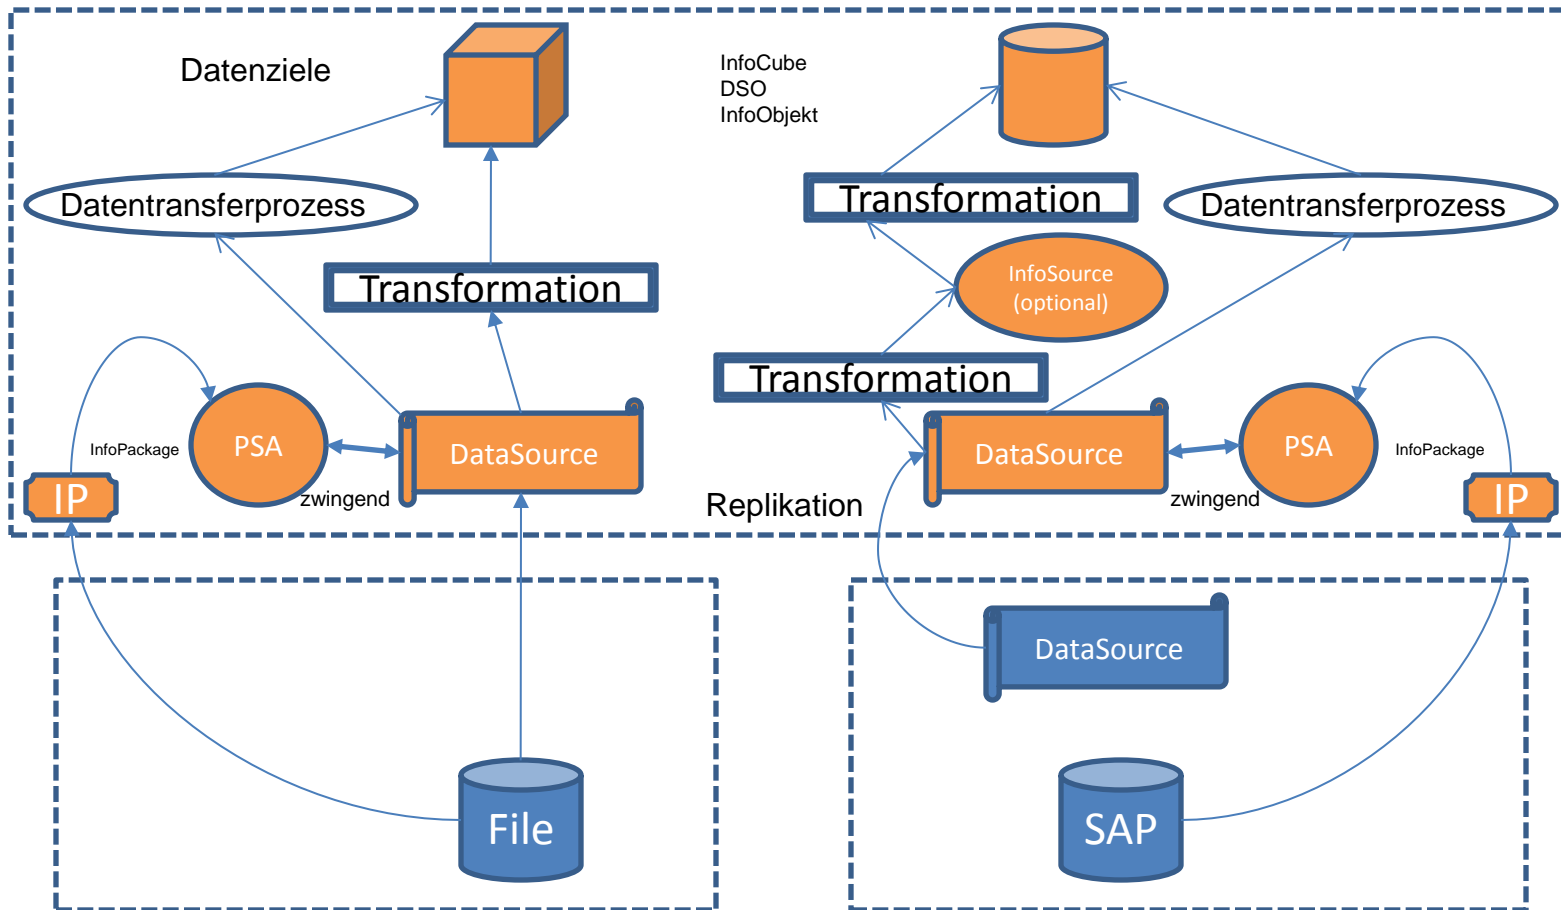 Datenziele
InfoCube
DSO
InfoObjekt
Datentransferprozess
Transformation
Datentransferprozess
Transformation
InfoSource
(optional)
Transformation
InfoPackage
PSA
DataSource
DataSource
PSA
InfoPackage
IP
zwingend
Replikation
zwingend
IP
DataSource
File
SAP